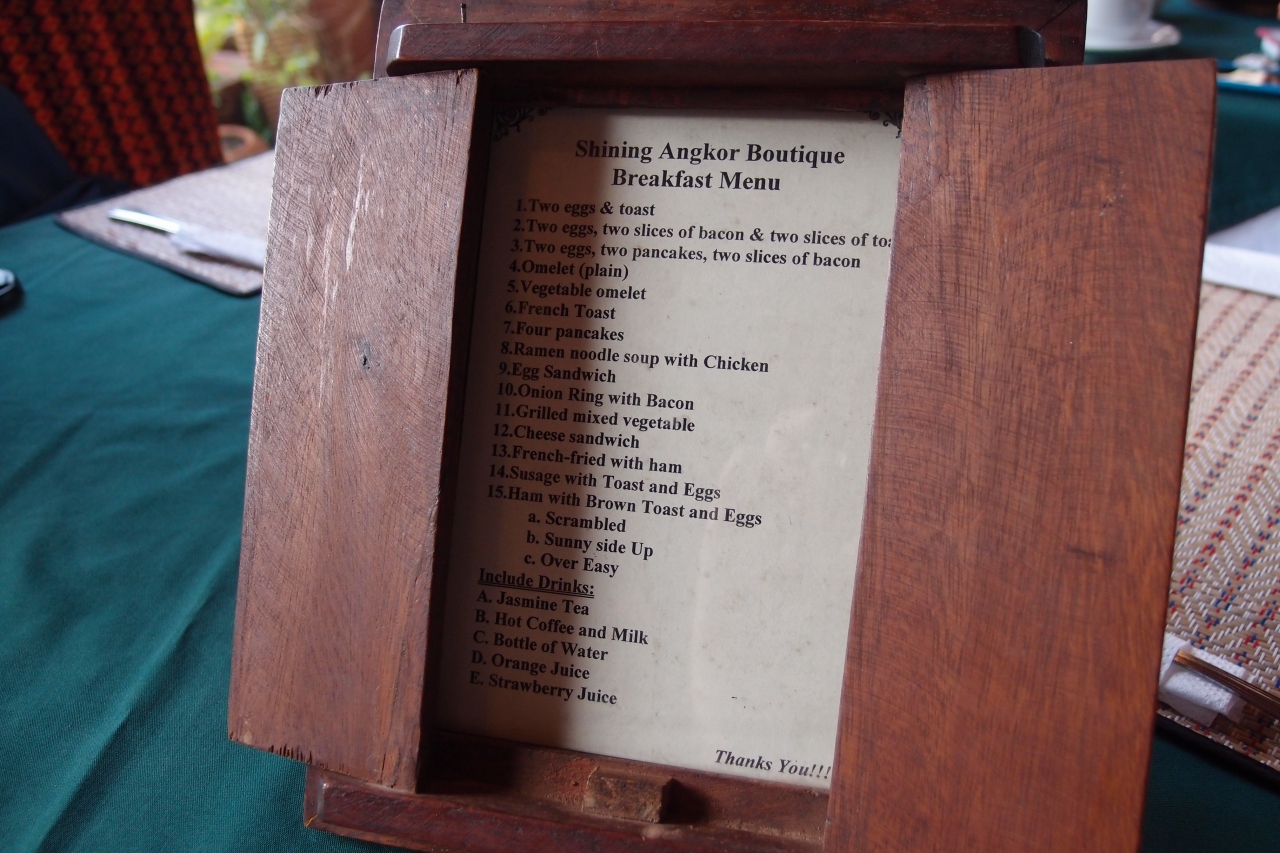 Shining Angkor Boutique
Breakfast Menu
1.Two eggs & toast
2.Two eggs, two slices of bacon & two slices of
3.Two eggs, two pancakes, two slices of bacon
4.Omelet (plain)
5.Vegetable omelet
6.French Toast
7.Four pancakes
8.Ramen noodle soup with Chicken
9.Egg Sandwich
10.Onion Ring with Bacon
11.Grilled mixed vegetable
12.Cheese sandwich
13.French-fried with ham
14.Susage with Toast and Eggs
15.Ham with Brown Toast and Eggs
a. Scrambled
b. Sunny side Up
c. Over Easy
Include Drinks:
A. Jasmine Tea
B. Hot Coffee and Milk
C. Bottle of Water
D. Orange Juice
E. Strawberry Juice
Thanks You!!!